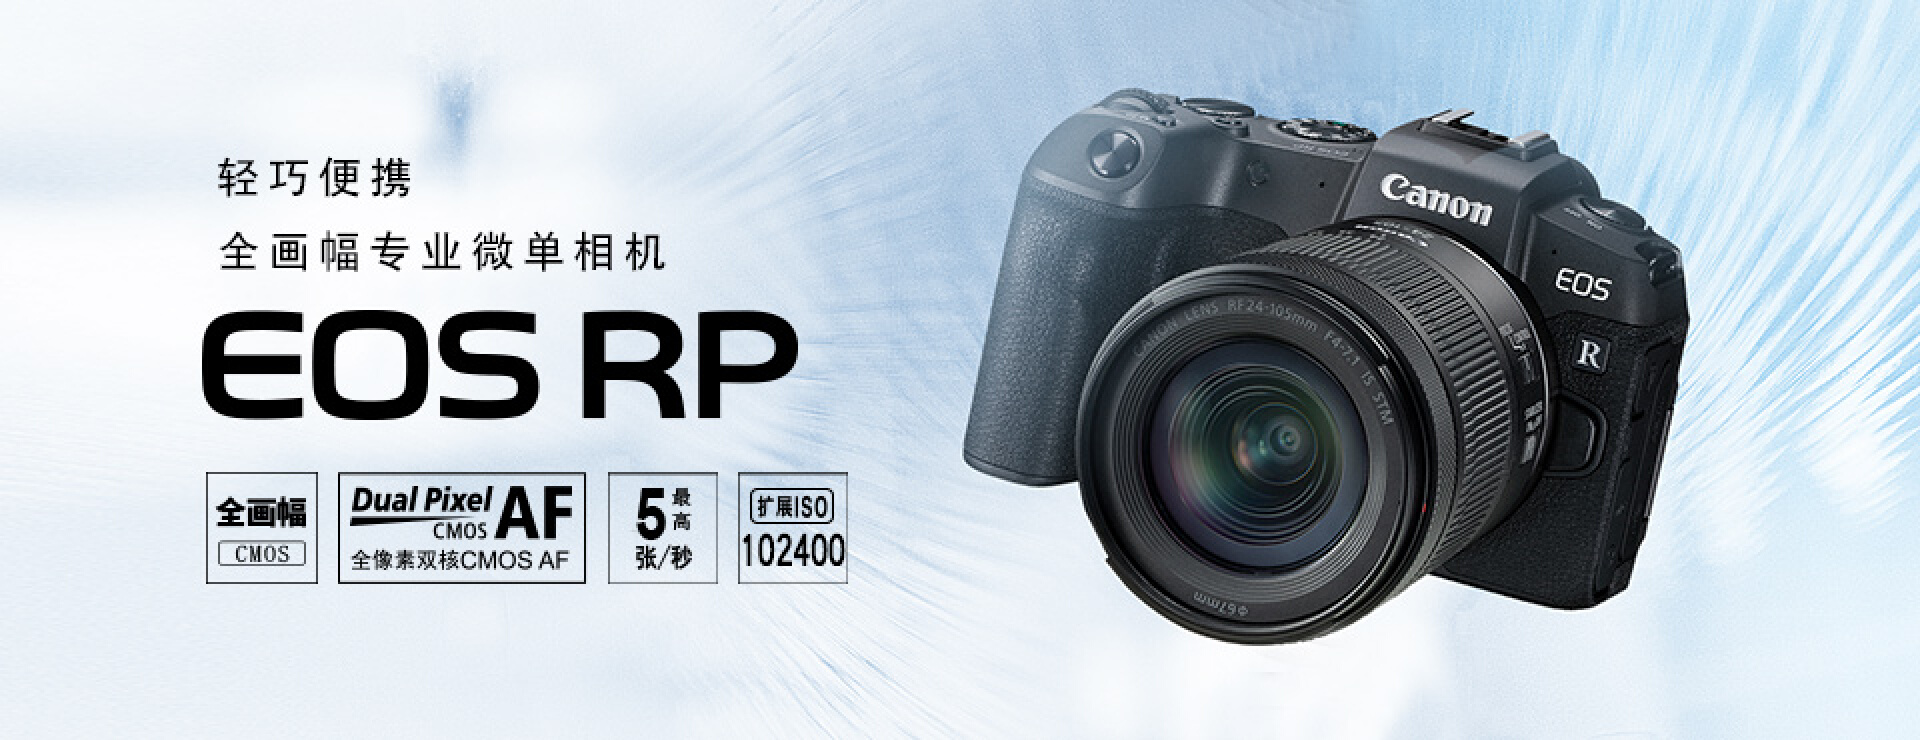 轻巧便携
全画幅专业微单相机
EOS RP
全画幅
CMOS
Dual Pixel
CMOS AF
全像素双核CMOS AF
5 最高
张/秒
扩展ISO
102400
Canon
EOS
R
CANON LENS RF24-105mm F4-7.1 IS STM
Φ67mm